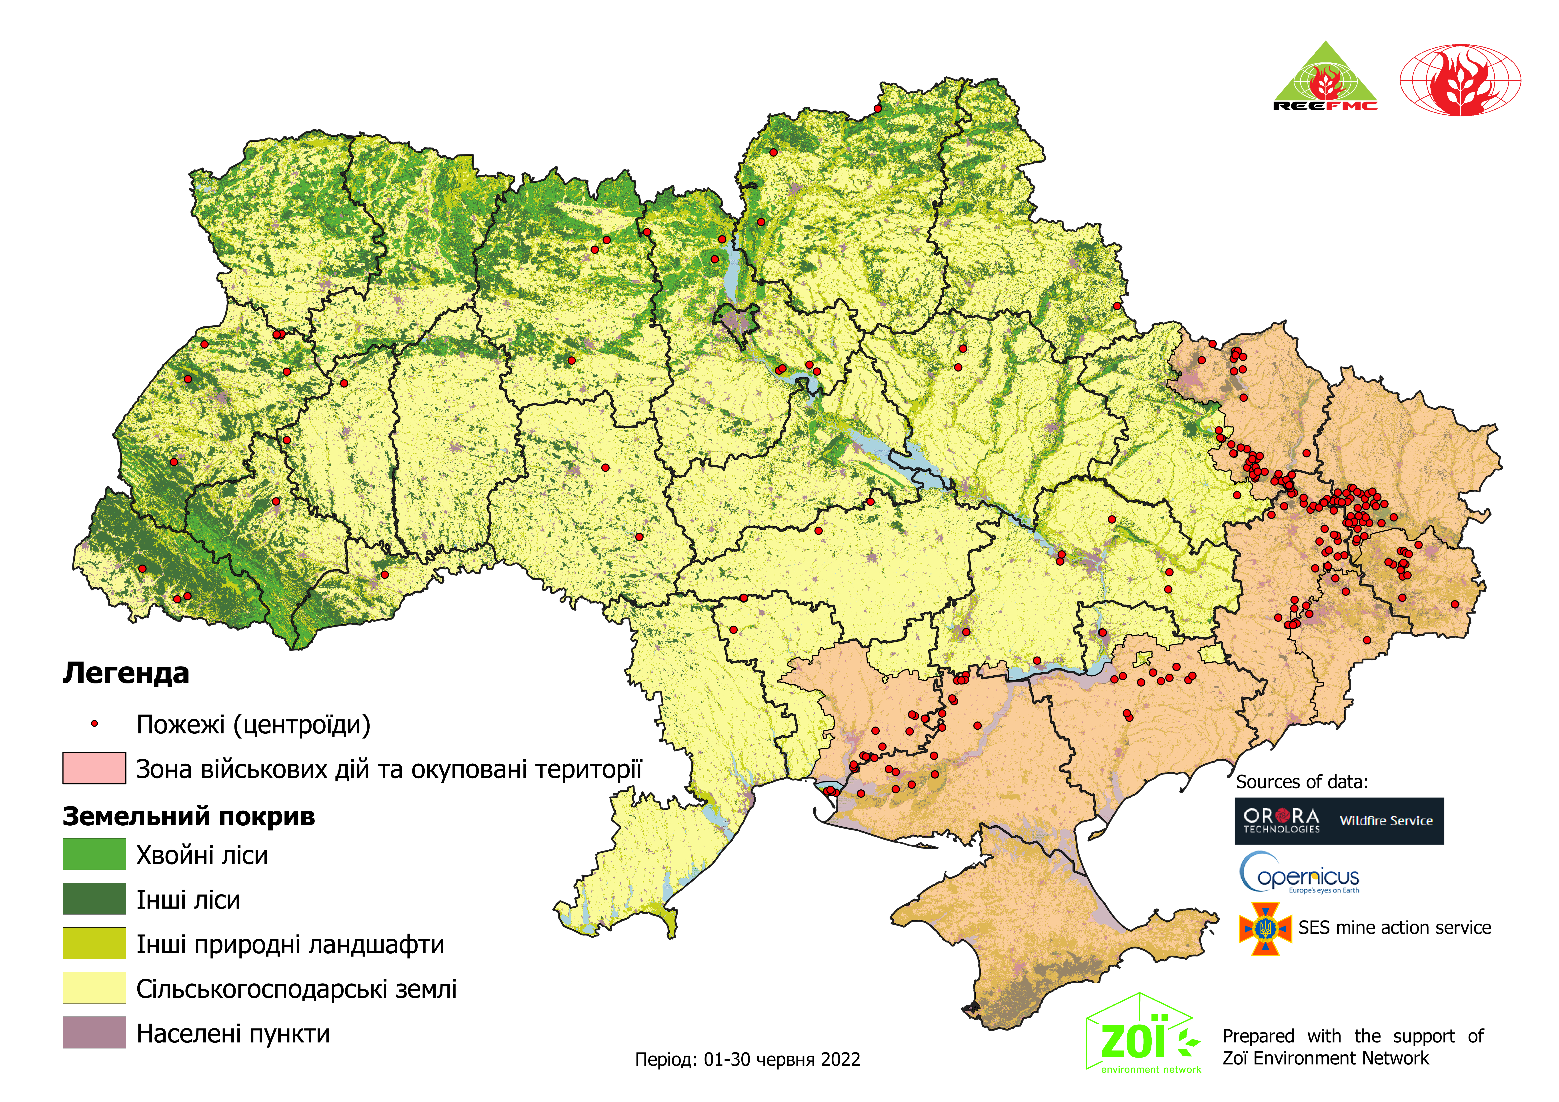 REEFMC
Легенда
Пожежі (центроїди)
Зона військових дій та окуповані території
Земельний покрив
Хвойні ліси
Інші ліси
Інші природні ландшафти
Сільськогосподарські землі
Населені пункти
Період: 01-30 червня 2022
Sources of data:
ORORA
TECHNOLOGIES
Wildfire Service
opernicus
Europe's eyes on Earth
SES mine action service
zoï
environment network
Prepared with the support of
Zoï Environment Network